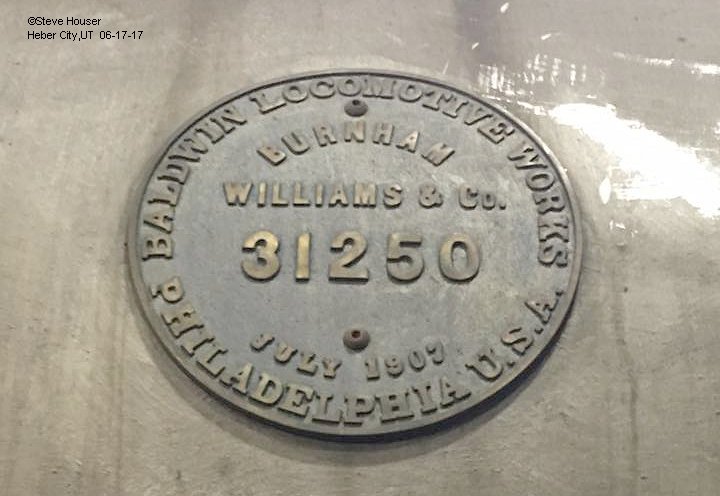 ©Steve Houser
Heber City,UT 06-17-17
BALDWIN LOCOMOTIVE WORKS
BURNHAM
WILLIAMS & Co.
31250
JULY 1907
PHILADELPHIA U.S.A.